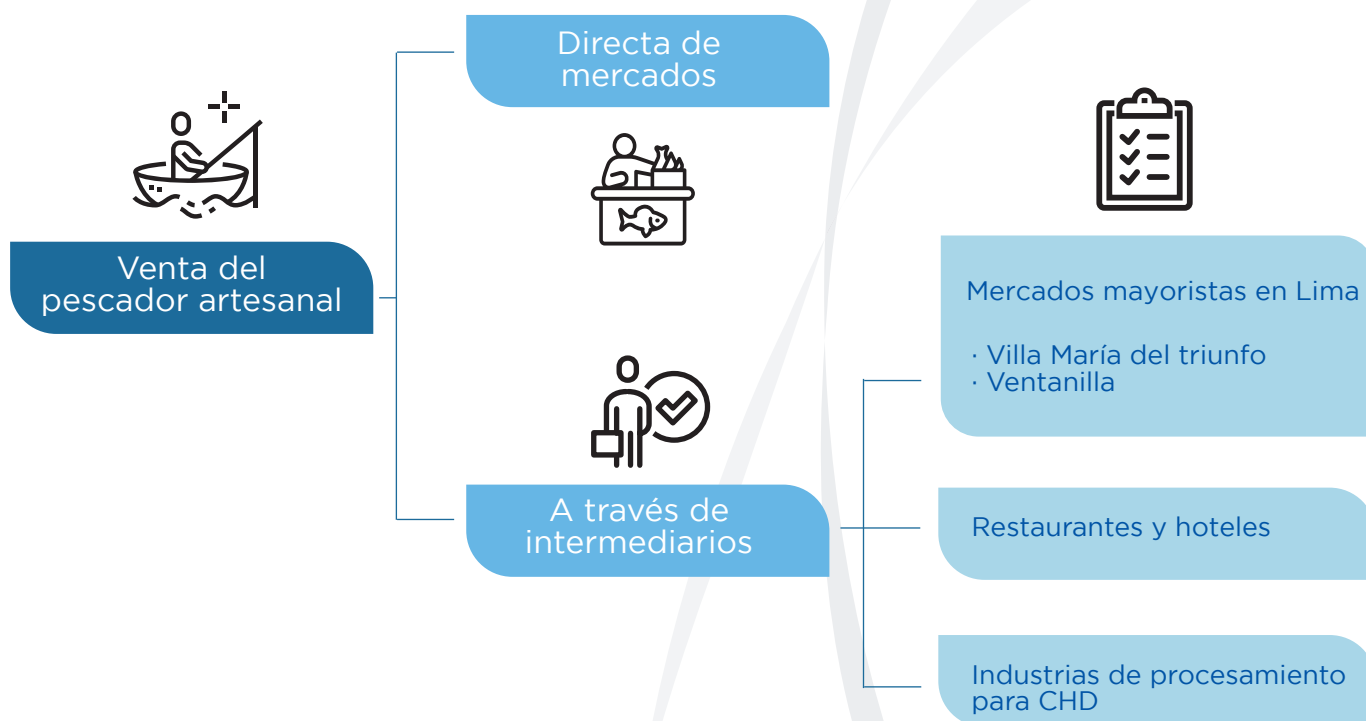 Directa de
mercados
Venta del
pescador artesanal
A través de
intermediarios
Mercados mayoristas en Lima
· Villa María del triunfo
· Ventanilla
Restaurantes y hoteles
Industrias de procesamiento
para CHD